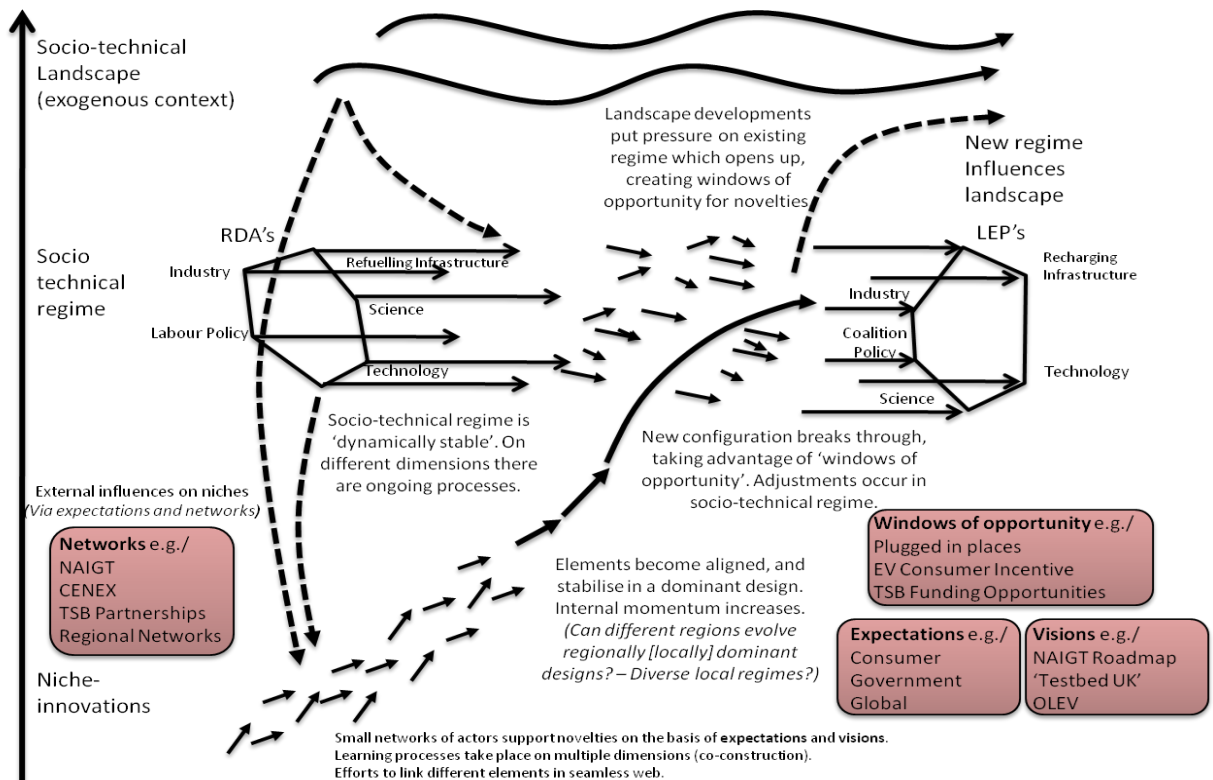 Socio-technical
Landscape
(exogenous context)
Landscape developments
put pressure on existing
regime which opens up,
creating windows of
opportunity for novelties
New regime
Influences
landscape
Socio
technical
regime
RDA's
Industry
Refuelling Infrastructure
Science
Labour Policy
Technology
LEP's
Recharging
Infrastructure
Industry
Coalition
Policy
Technology
Science
Socio-technical regime is
‘dynamically stable’. On
different dimensions there
are ongoing processes.
New configuration breaks through,
taking advantage of ‘windows of
opportunity’. Adjustments occur in
socio-technical regime.
External influences on niches
(Via expectations and networks)
Networks e.g./
NAIGT
CENEX
TSB Partnerships
Regional Networks
Windows of opportunity e.g./
Plugged in places
EV Consumer Incentive
TSB Funding Opportunities
Elements become aligned, and
stabilise in a dominant design.
Internal momentum increases.
(Can different regions evolve
regionally [locally] dominant
designs? – Diverse local regimes?)
Expectations e.g./
Consumer
Government
Global
Visions e.g./
NAIGT Roadmap
‘Testbed UK’
OLEV
Niche-
innovations
Small networks of actors support novelties on the basis of expectations and visions.
Learning processes take place on multiple dimensions (co-construction).
Efforts to link different elements in seamless web.